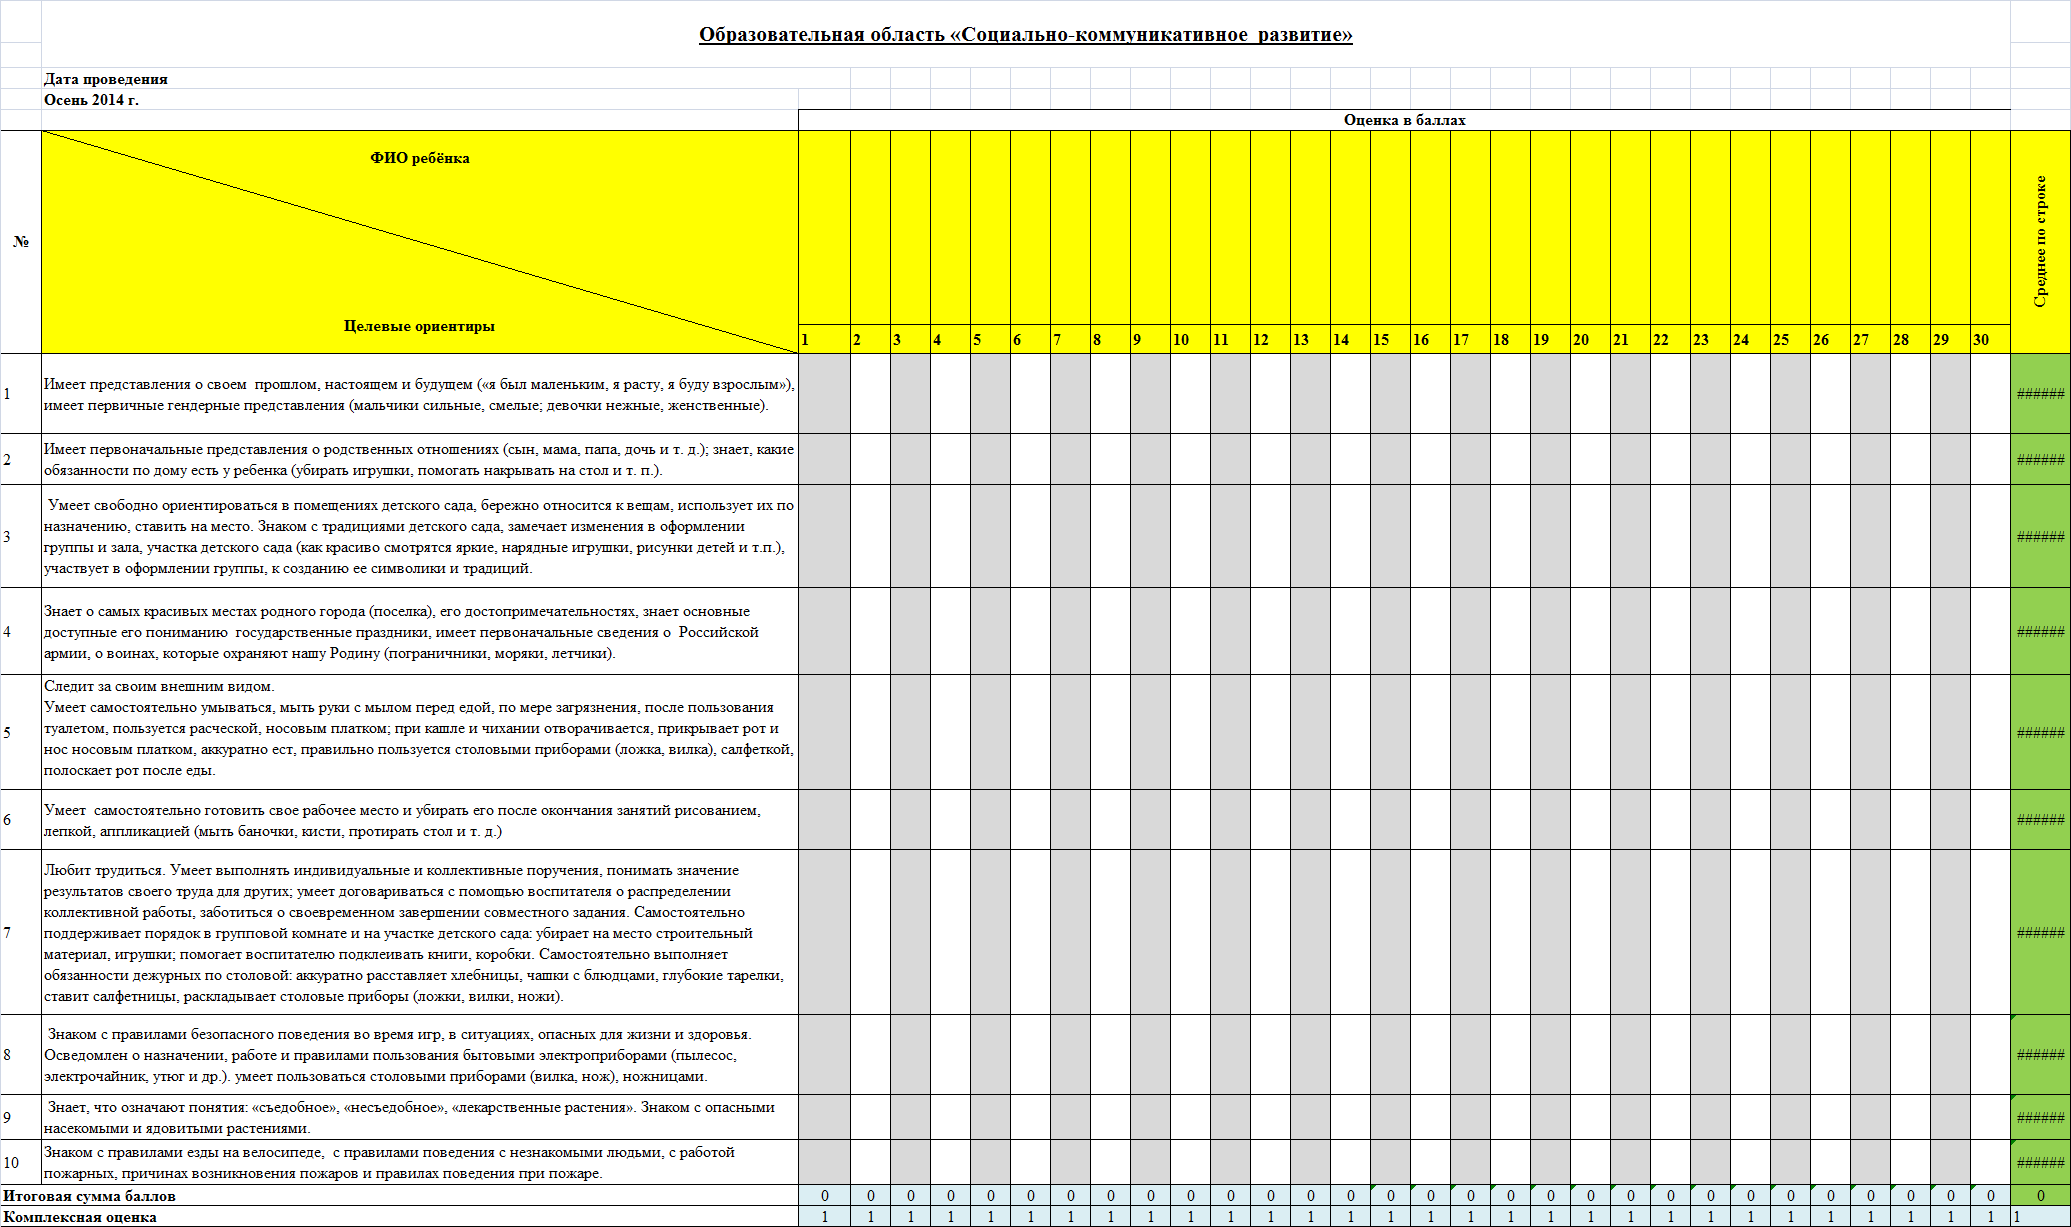 Образовательная область «Социально-коммуникативное  развитие»
Дата проведения
Осень 2014 г.
Оценка в баллах
№
ФИО ребёнка
Целевые ориентиры
Среднее по строке
1 2 3 4 5 6 7 8 9 10 11 12 13 14 15 16 17 18 19 20 21 22 23 24 25 26 27 28 29 30
1
Имеет представления о своем  прошлом, настоящем и будущем («я был маленьким, я расту, я буду взрослым»),
имеет первичные гендерные представления (мальчики сильные, смелые; девочки нежные, женственные).
######
2
Имеет первоначальные представления о родственных отношениях (сын, мама, папа, дочь и т. д.); знает, какие
обязанности по дому есть у ребенка (убирать игрушки, помогать накрывать на стол и т. п.).
######
3
Умеет свободно ориентироваться в помещениях детского сада, бережно относится к вещам, использует их по
назначению, ставить на место. Знаком с традициями детского сада, замечает изменения в оформлении
группы и зала, участка детского сада (как красиво смотрятся яркие, нарядные игрушки, рисунки детей и т.п.),
участвует в оформлении группы, к созданию ее символики и традиций.
######
4
Знает о самых красивых местах родного города (поселка), его достопримечательностях, знает основные
доступные его пониманию  государственные праздники, имеет первоначальные сведения о  Российской
армии, о воинах, которые охраняют нашу Родину (пограничники, моряки, летчики).
######
5
Следит за своим внешним видом.
Умеет самостоятельно умываться, мыть руки с мылом перед едой, по мере загрязнения, после пользования
туалетом, пользуется расческой, носовым платком; при кашле и чихании отворачивается, прикрывает рот и
нос носовым платком, аккуратно ест, правильно пользуется столовыми приборами (ложка, вилка), салфеткой,
полоскает рот после еды.
######
6
Умеет  самостоятельно готовить свое рабочее место и убирать его после окончания занятий рисованием,
лепкой, аппликацией (мыть баночки, кисти, протирать стол и т. д.)
######
7
Любит трудиться. Умеет выполнять индивидуальные и коллективные поручения, понимать значение
результатов своего труда для других; умеет договариваться с помощью воспитателя о распределении
коллективной работы, заботиться о своевременном завершении совместного задания. Самостоятельно
поддерживает порядок в групповой комнате и на участке детского сада: убирает на место строительный
материал, игрушки; помогает воспитателю подклеивать книги, коробки. Самостоятельно выполняет
обязанности дежурных по столовой: аккуратно расставляет хлебницы, чашки с блюдцами, глубокие тарелки,
ставит салфетницы, раскладывает столовые приборы (ложки, вилки, ножи).
######
8
Знаком с правилами безопасного поведения во время игр, в ситуациях, опасных для жизни и здоровья.
Осведомлен о назначении, работе и правилами пользования бытовыми электроприборами (пылесос,
электрочайник, утюг и др.). умеет пользоваться столовыми приборами (вилка, нож), ножницами.
######
9
Знает, что означают понятия: «съедобное», «несъедобное», «лекарственные растения». Знаком с опасными
насекомыми и ядовитыми растениями.
######
10
Знаком с правилами езды на велосипеде,  с правилами поведения с незнакомыми людьми, с работой
пожарных, причинах возникновения пожаров и правилах поведения при пожаре.
######
Итоговая сумма баллов 0 0 0 0 0 0 0 0 0 0 0 0 0 0 0 0 0 0 0 0 0 0 0 0 0 0 0 0 0 0 0
Комплексная оценка 1 1 1 1 1 1 1 1 1 1 1 1 1 1 1 1 1 1 1 1 1 1 1 1 1 1 1 1 1 1 1